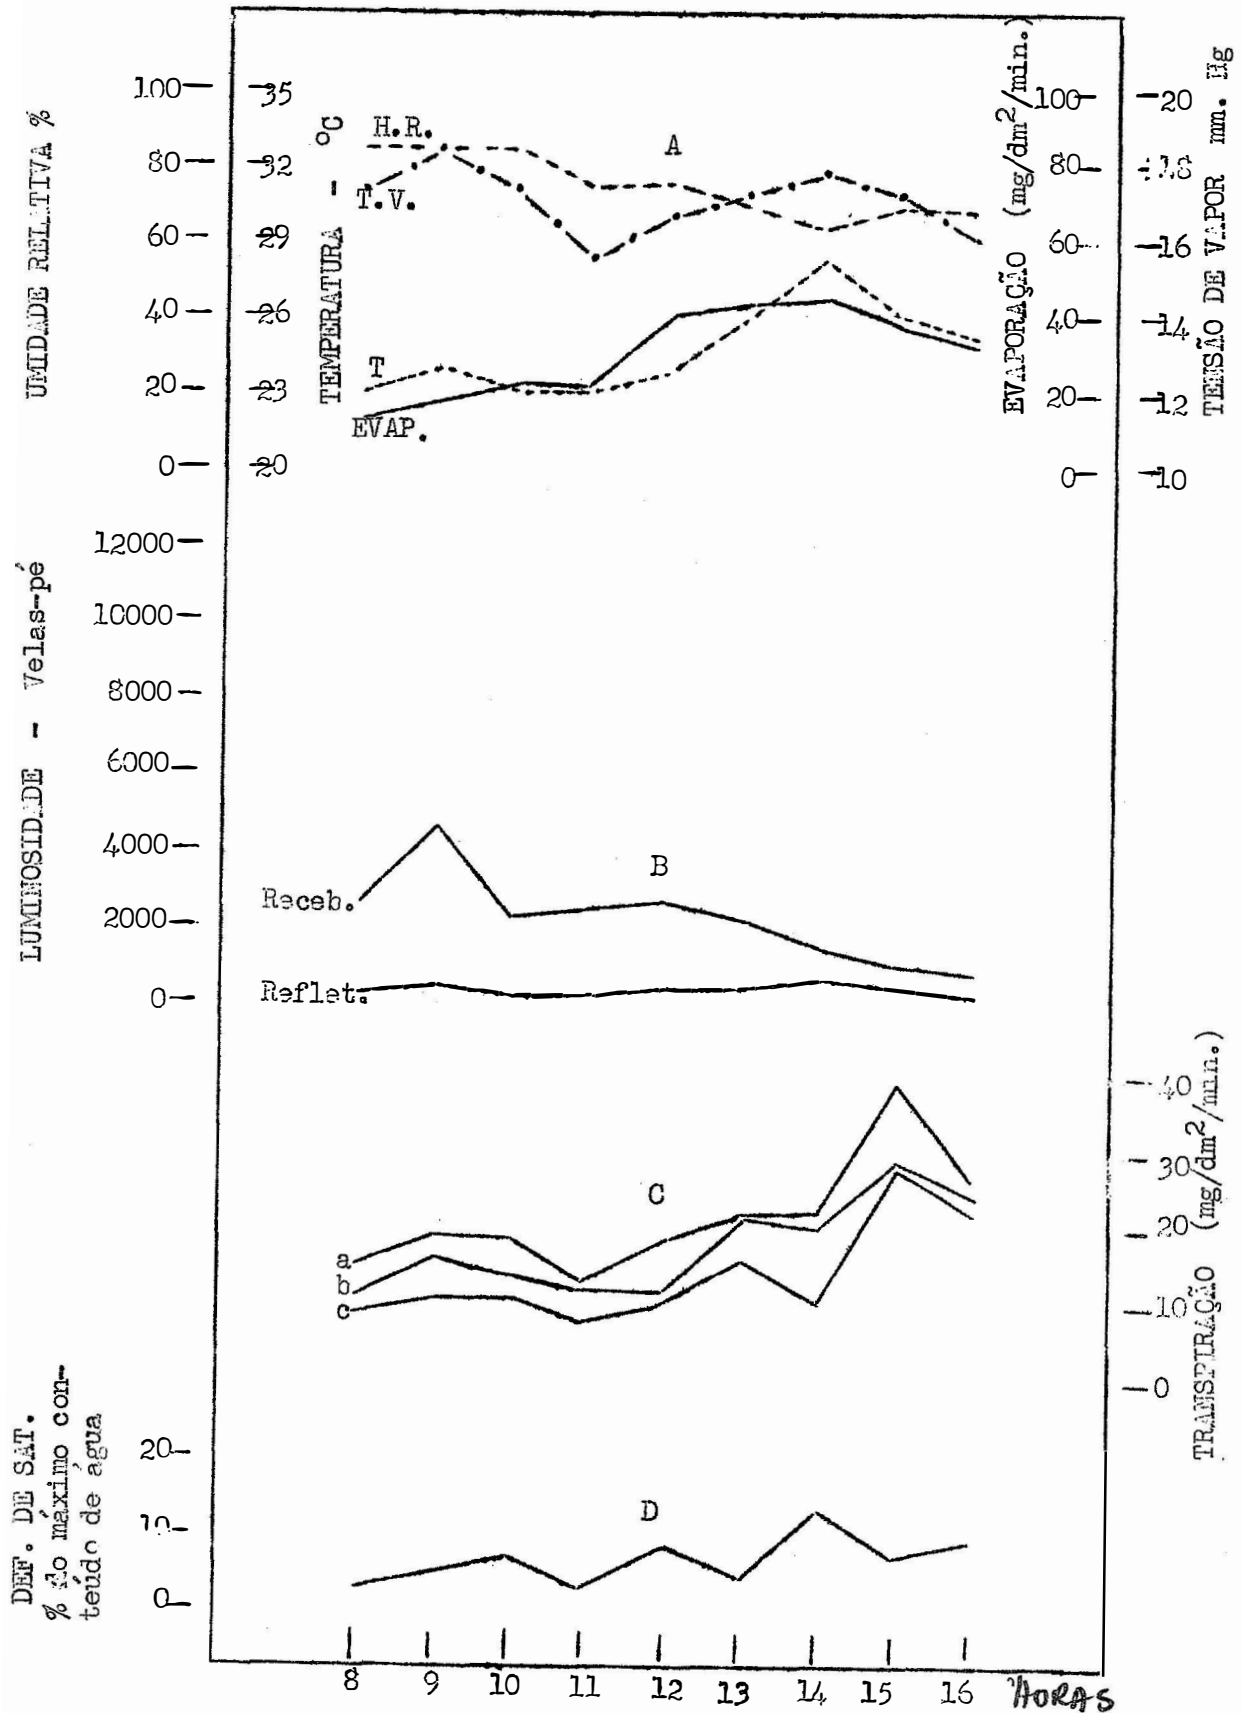 UMIDADE RELATIVA %
100
80
60
40
20
0
35
32
29
26
23
20
TEMPERATURA - °C
H.R.
T.V.
T
EVAP.
A
EVAPORAÇÃO (mg/dm²/min.)
100
80
60
40
20
0
20
18
16
14
12
10
TENSÃO DE VAPOR mm. Hg
LUMINOSIDADE - Velas-pé
12000
10000
8000
6000
4000
2000
0
Receb.
Reflet.
B
C
a
b
c
40
30
20
10
0
TRANSPIRAÇÃO (mg/dm²/min.)
DEF. DE SAT.
% do máximo con-
teúdo de água
20
10
0
D
8 9 10 11 12 13 14 15 16 HORAS